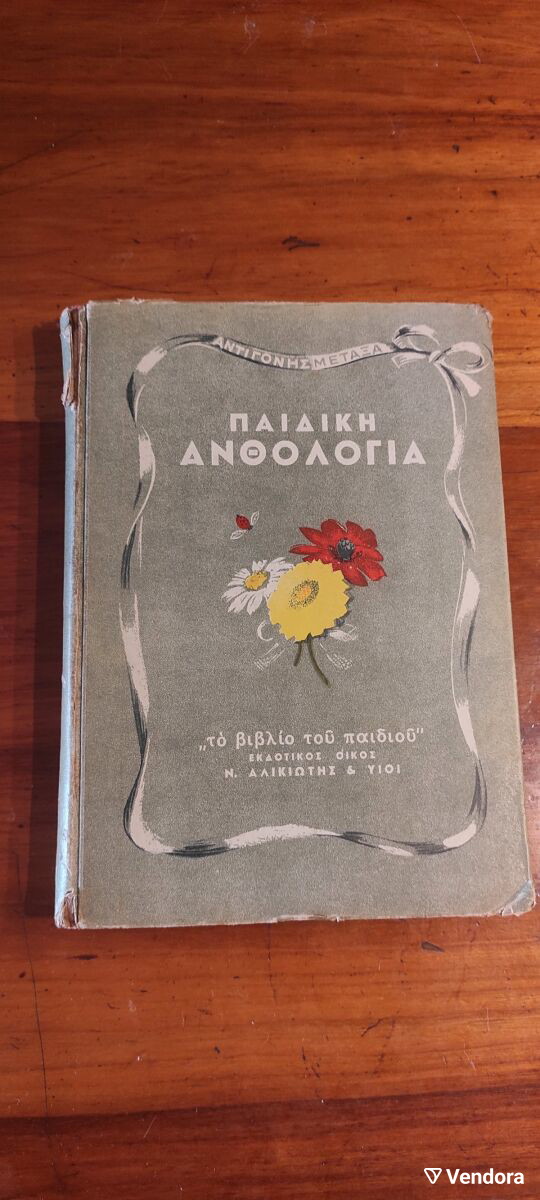 ΑΝΤΙΓΟΝΗΣ ΜΕΤΑΞΑ
ΠΑΙΔΙΚΗ
ΑΝΘΟΛΟΓΙΑ
„τὸ βιβλίο τοῦ παιδιοῦ"
ΕΚΔΟΤΙΚΟΣ ΟΙΚΟΣ
Ν. ΑΛΙΚΙΩΤΗΣ & ΥΙΟΙ
Vendora